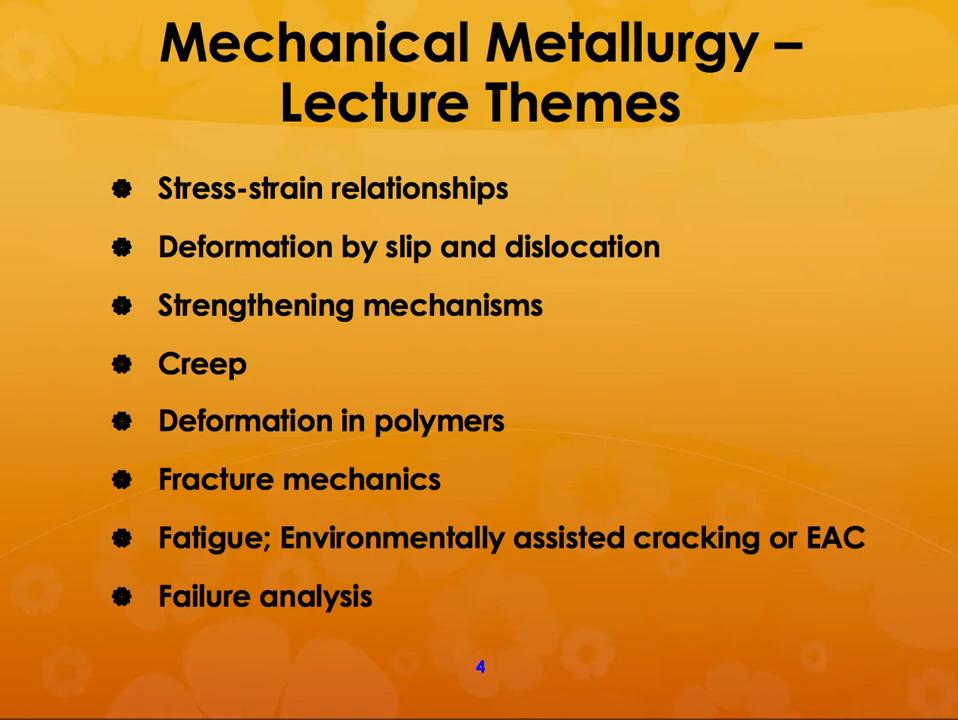 Mechanical Metallurgy –
Lecture Themes
Stress-strain relationships
Deformation by slip and dislocation
Strengthening mechanisms
Creep
Deformation in polymers
Fracture mechanics
Fatigue; Environmentally assisted cracking or EAC
Failure analysis
4